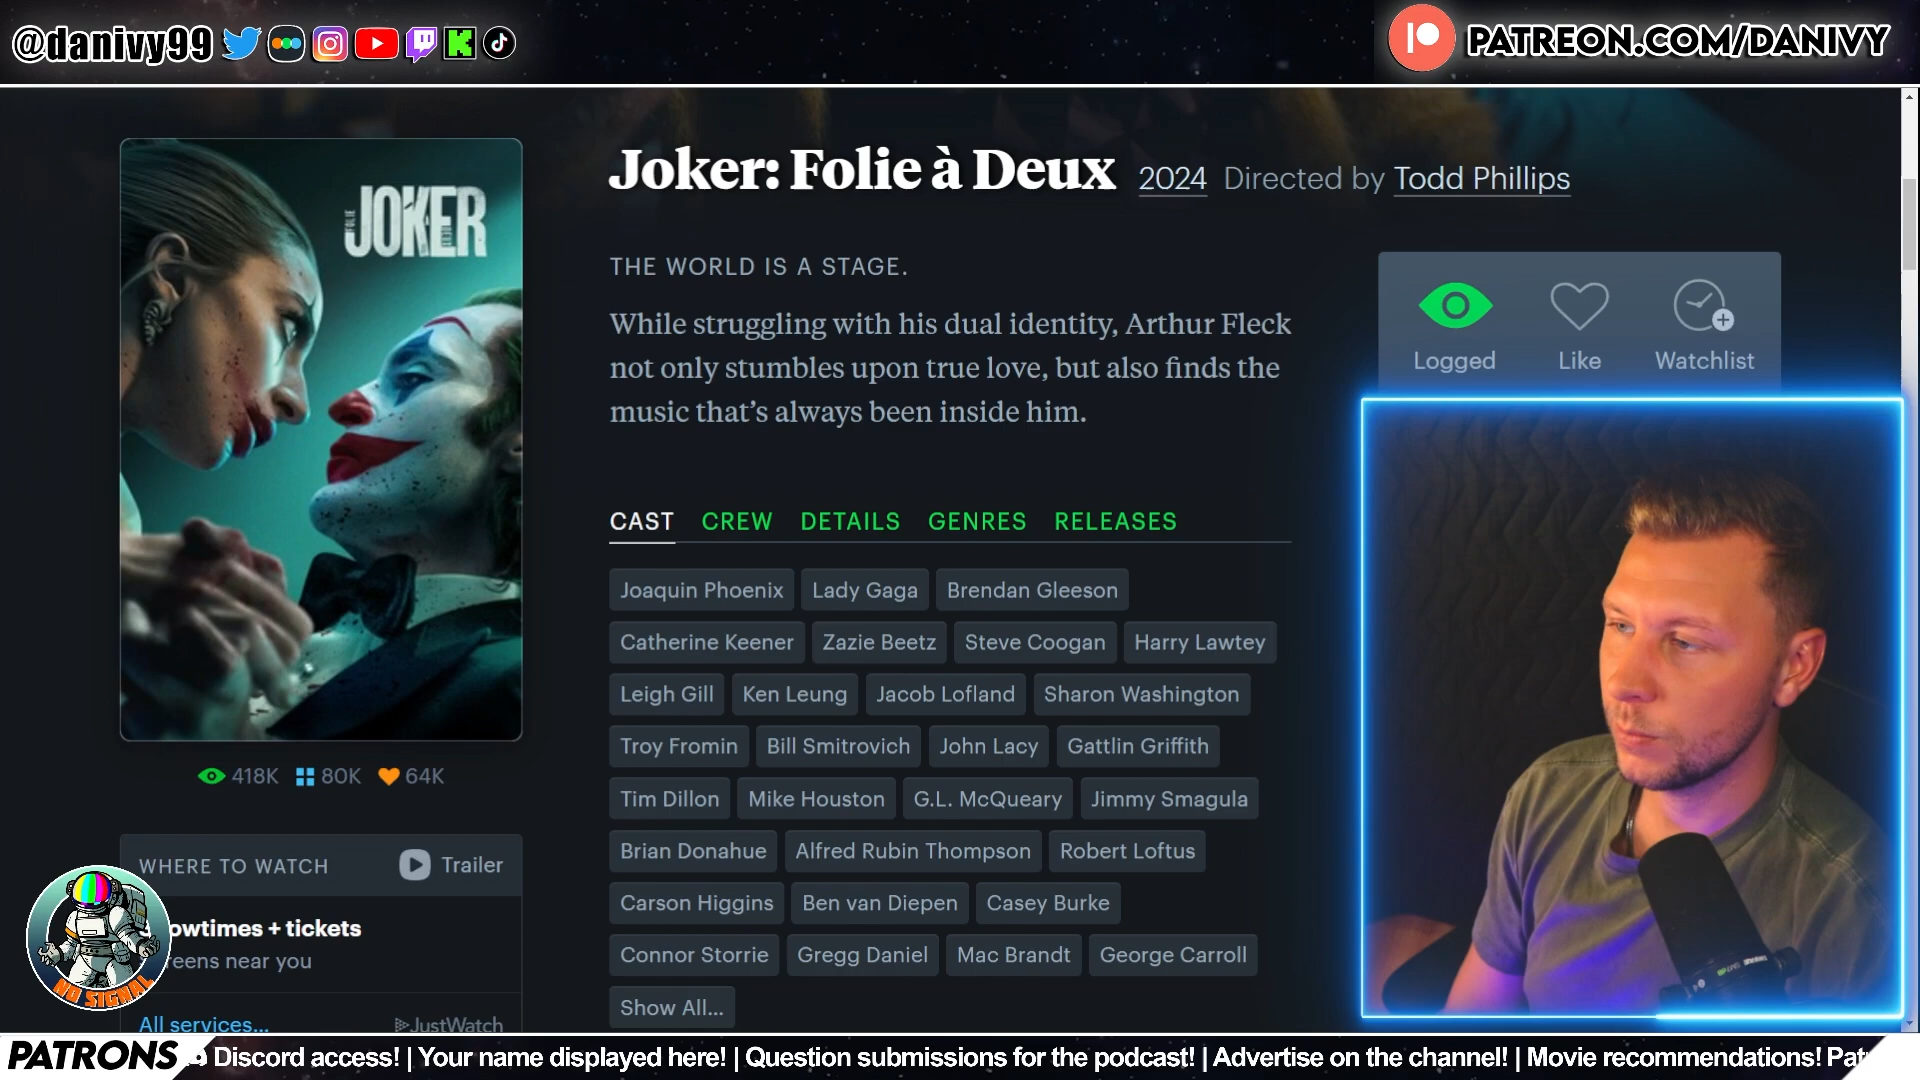 @danivy99
PATREON.COM/DANIVY
FOLIE À DEUX JOKER
Joker: Folie à Deux 2024 Directed by Todd Phillips
THE WORLD IS A STAGE.
While struggling with his dual identity, Arthur Fleck
not only stumbles upon true love, but also finds the
music that’s always been inside him.
Logged Like Watchlist
CAST CREW DETAILS GENRES RELEASES
Joaquin Phoenix Lady Gaga Brendan Gleeson
Catherine Keener Zazie Beetz Steve Coogan Harry Lawtey
Leigh Gill Ken Leung Jacob Lofland Sharon Washington
Troy Fromin Bill Smitrovich John Lacy Gattlin Griffith
Tim Dillon Mike Houston G.L. McQueary Jimmy Smagula
Brian Donahue Alfred Rubin Thompson Robert Loftus
Carson Higgins Ben van Diepen Casey Burke
Connor Storrie Gregg Daniel Mac Brandt George Carroll
Show All…
418K 80K 64K
WHERE TO WATCH Trailer
owtimes + tickets
reens near you
All services… JustWatch
NO SIGNAL
PATRONS Discord access! | Your name displayed here! | Question submissions for the podcast! | Advertise on the channel! | Movie recommendations! Pat